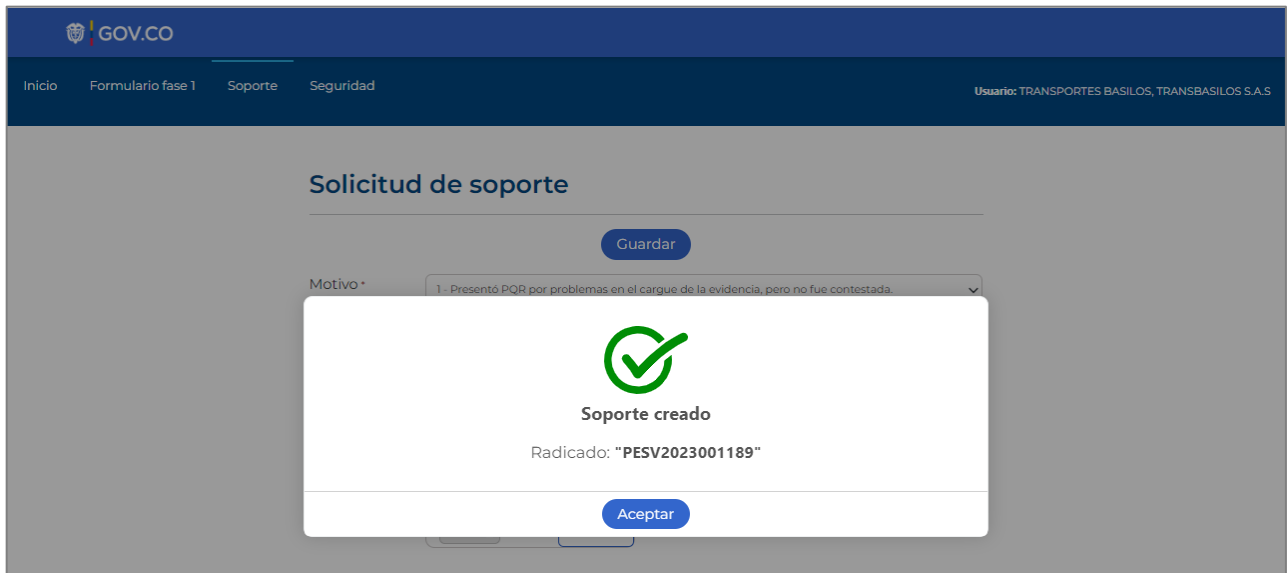 GOV.CO
Inicio Formulario fase 1 Soporte Seguridad Usuario: TRANSPORTES BASILOS, TRANSBASILOS S.A.S
Solicitud de soporte
Guardar
Motivo * 1 - Presentó PQR por problemas en el cargue de la evidencia, pero no fue contestada.
Soporte creado
Radicado: "PESV2023001189"
Aceptar